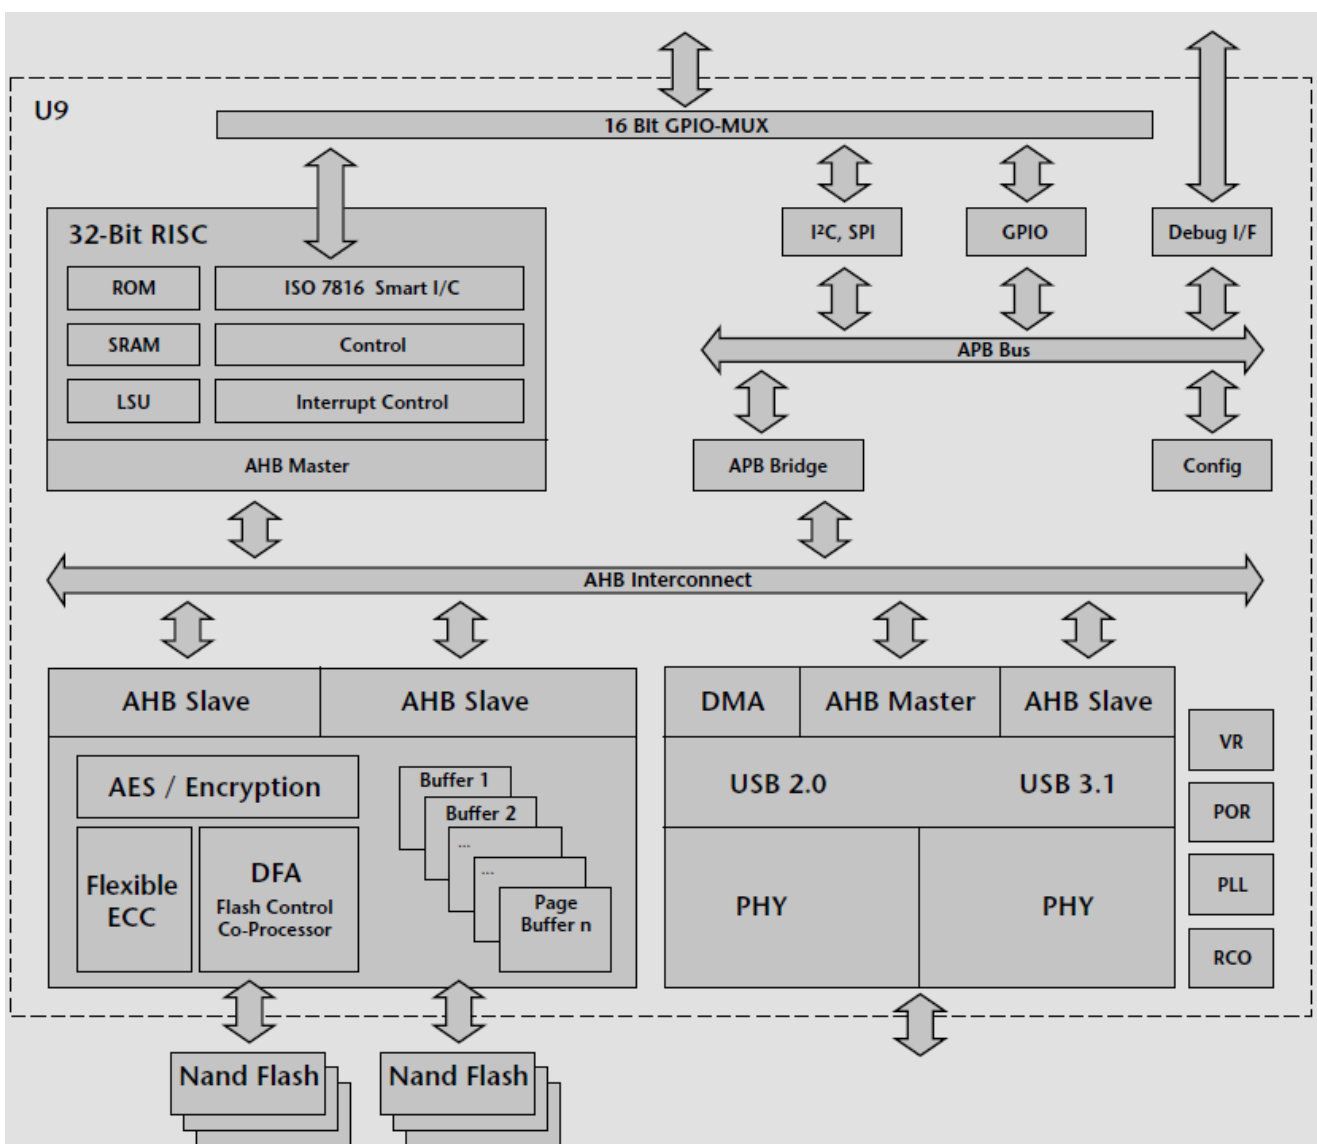 U9
16 Bit GPIO-MUX
32-Bit RISC
ROM
ISO 7816 Smart I/C
SRAM
Control
LSU
Interrupt Control
AHB Master
I²C, SPI
GPIO
Debug I/F
APB Bus
APB Bridge
Config
AHB Interconnect
AHB Slave
AHB Slave
AES / Encryption
Flexible
ECC
DFA
Flash Control
Co-Processor
Buffer 1
Buffer 2
...
...
Page
Buffer n
DMA
AHB Master
AHB Slave
USB 2.0
USB 3.1
PHY
PHY
VR
POR
PLL
RCO
Nand Flash
Nand Flash